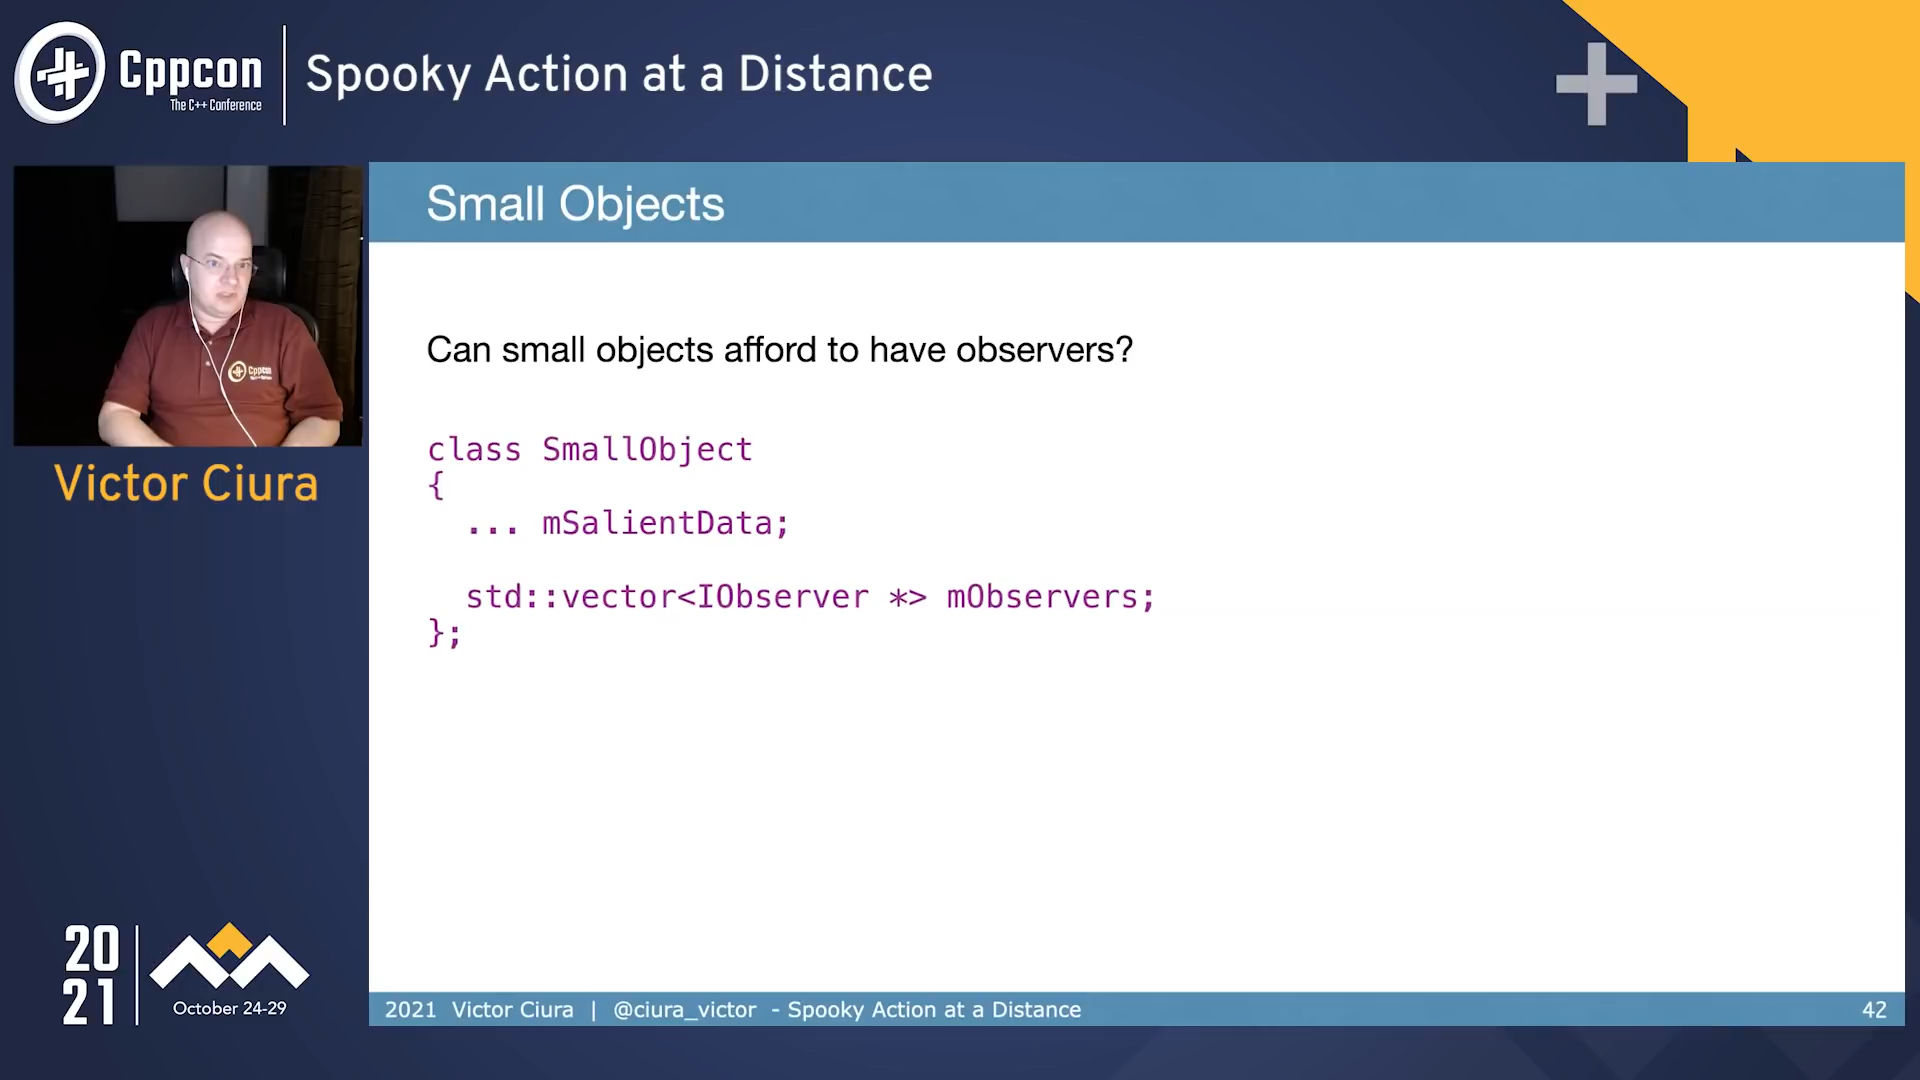 Cppcon
The C++ Conference
Spooky Action at a Distance
Small Objects
Can small objects afford to have observers?
class SmallObject
{
... mSalientData;
std::vector<IObserver *> mObservers;
};
Cppcon
Victor Ciura
20
21
October 24-29
2021 Victor Ciura | @ciura_victor - Spooky Action at a Distance
42